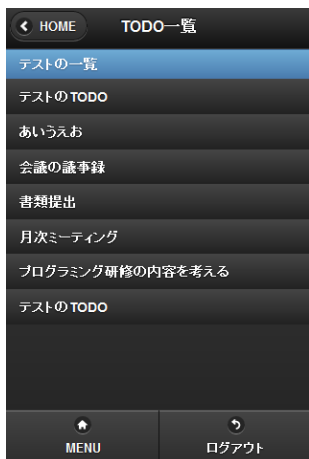 HOME TODO一覧
テストの一覧
テストのTODO
あいうえお
会議の議事録
書類提出
月次ミーティング
プログラミング研修の内容を考える
テストのTODO
MENU ログアウト